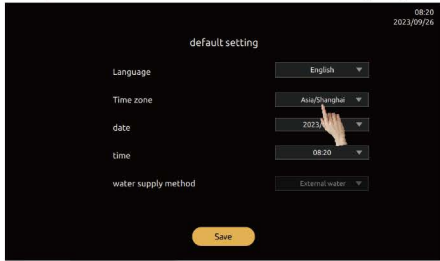 08:20
2023/09/26
default setting
Language English
Time zone Asia/Shanghai
date 2023/
time 08:20
water supply method External water
Save